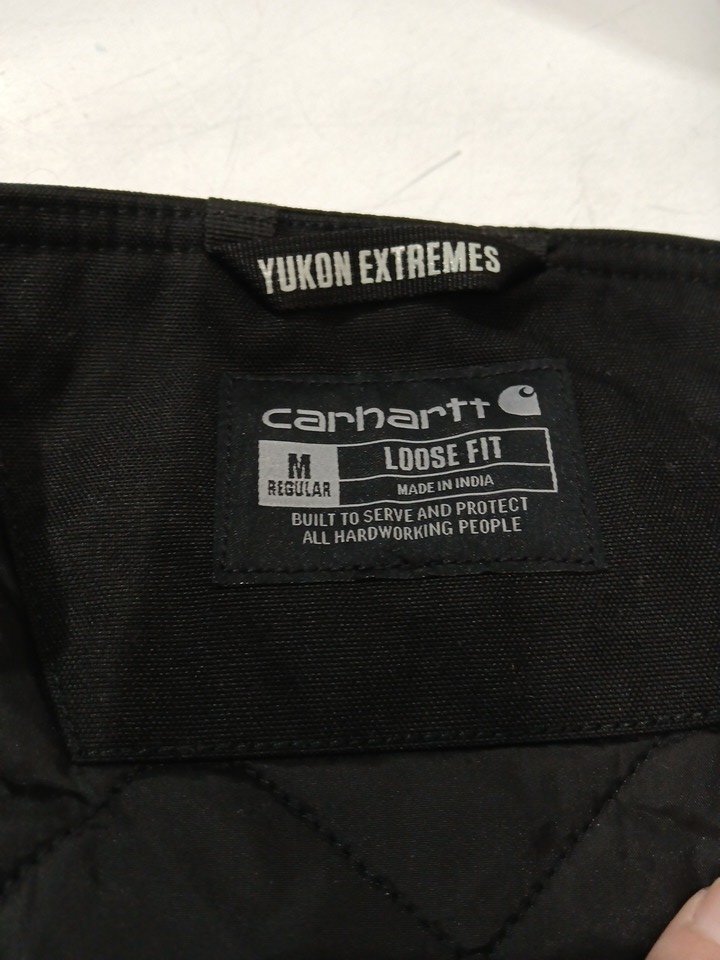 YUKON EXTREMES
carhartt
M
REGULAR
LOOSE FIT
MADE IN INDIA
BUILT TO SERVE AND PROTECT
ALL HARDWORKING PEOPLE